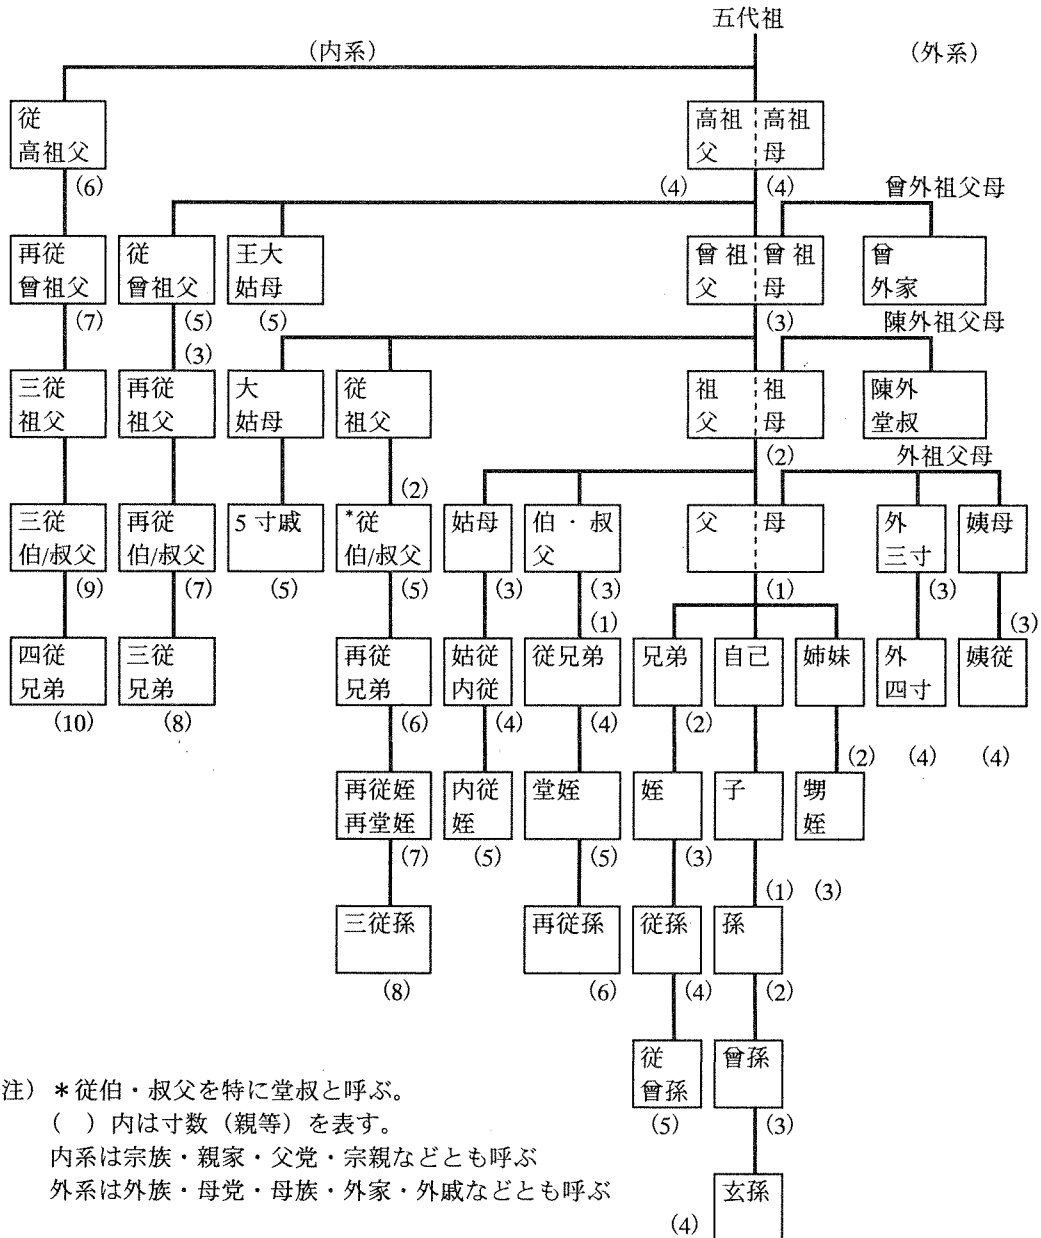 五代祖
（内系）
（外系）
従
高祖父
高祖
父
高祖
母
(6)
(4)
(4)
曾外祖父母
再従
曾祖父
従
曾祖父
王大
姑母
曾祖
父
曾祖
母
曾
外家
(7)
(5)
(5)
(3)
陳外祖父母
(3)
三従
祖父
再従
祖父
大
姑母
従
祖父
祖
父
祖
母
陳外
堂叔
(2)
外祖父母
(2)
三従
伯/叔父
再従
伯/叔父
5寸戚
*従
伯/叔父
姑母
伯・叔
父
父
母
外
三寸
姨母
(9)
(7)
(5)
(5)
(3)
(3)
(1)
(3)
(1)
(3)
四従
兄弟
三従
兄弟
再従
兄弟
姑従
内従
従兄弟
兄弟
自己
姉妹
外
四寸
姨従
(10)
(8)
(6)
(4)
(4)
(2)
(2)
(4)
(4)
再従姪
再堂姪
内従
姪
堂姪
姪
子
甥
姪
(7)
(5)
(5)
(3)
(1)
(3)
三従孫
再従孫
従孫
孫
(8)
(6)
(4)
(2)
従
曾孫
曾孫
(5)
(3)
玄孫
(4)
注）＊従伯・叔父を特に堂叔と呼ぶ。
（　）内は寸数（親等）を表す。
内系は宗族・親家・父党・宗親などとも呼ぶ
外系は外族・母党・母族・外家・外戚などとも呼ぶ